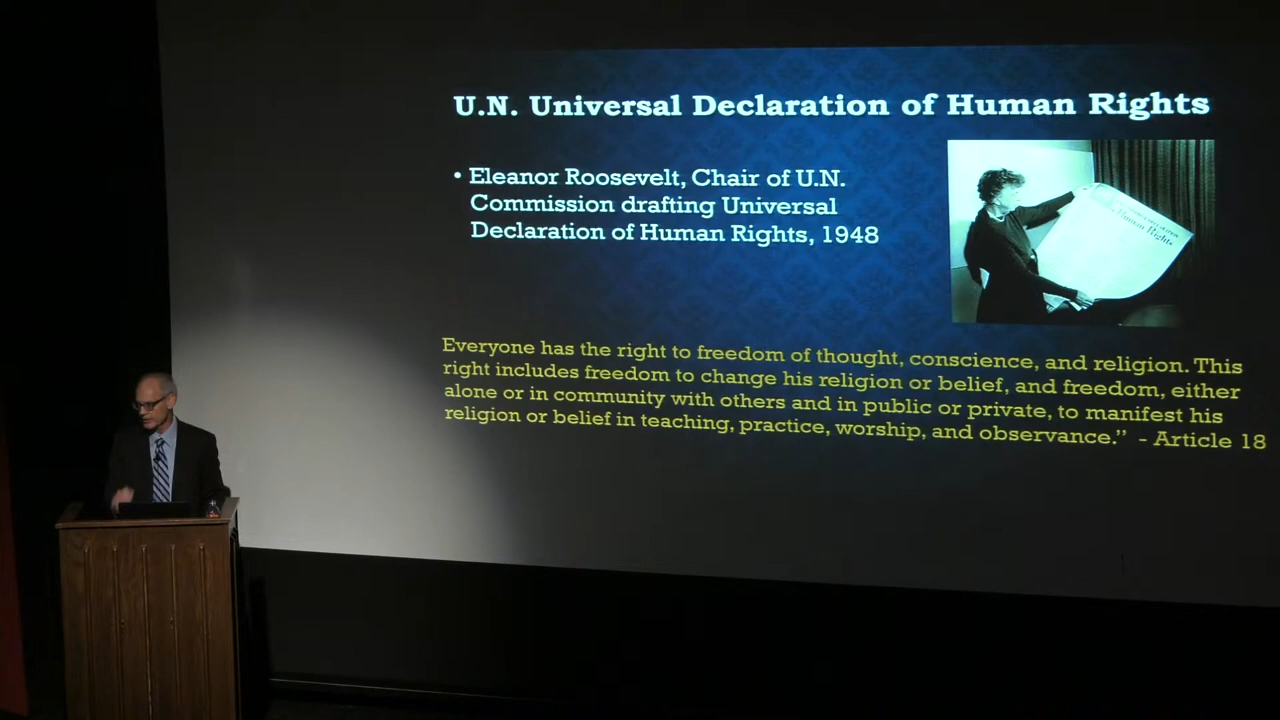 U.N. Universal Declaration of Human Rights
• Eleanor Roosevelt, Chair of U.N.
Commission drafting Universal
Declaration of Human Rights, 1948
Human Rights
Everyone has the right to freedom of thought, conscience, and religion. This
right includes freedom to change his religion or belief, and freedom, either
alone or in community with others and in public or private, to manifest his
religion or belief in teaching, practice, worship, and observance.” - Article 18